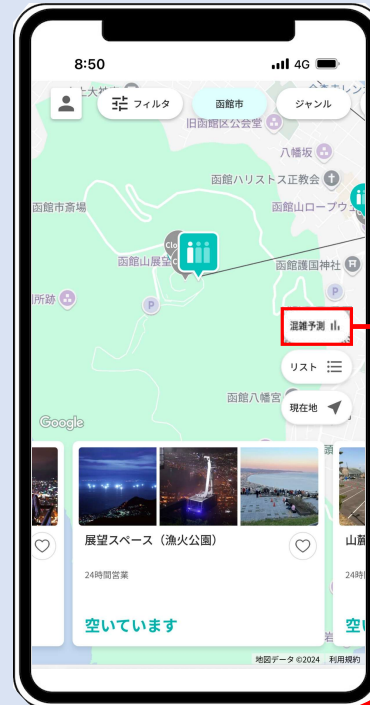 8:50
4G
フィルタ
函館市
ジャンル
旧函館区公会堂
八幡坂
函館ハリストス正教会
函館市斎場
函館山ロープウェ
函館山展望
Clo
函館護国神社
所跡
P
P
混雑予測
リスト
函館八幡宮
現在地
Google
展望スペース（漁火公園）
山麓
24時間営業
24時
空いています
空
地図データ ©2024
利用規約